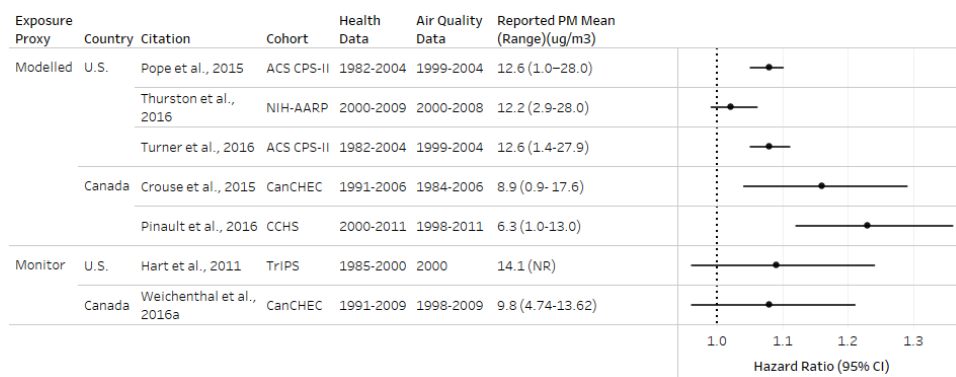 Exposure Proxy Country Citation Cohort Health Data Air Quality Data Reported PM Mean (Range)(ug/m3)
Modelled U.S. Pope et al., 2015 ACS CPS-II 1982-2004 1999-2004 12.6 (1.0–28.0)
Thurston et al., 2016 NIH-AARP 2000-2009 2000-2008 12.2 (2.9-28.0)
Turner et al., 2016 ACS CPS-II 1982-2004 1999-2004 12.6 (1.4-27.9)
Canada Crouse et al., 2015 CanCHEC 1991-2006 1984-2006 8.9 (0.9- 17.6)
Pinault et al., 2016 CCHS 2000-2011 1998-2011 6.3 (1.0-13.0)
Monitor U.S. Hart et al., 2011 TrIPS 1985-2000 2000 14.1 (NR)
Canada Weichenthal et al., 2016a CanCHEC 1991-2009 1998-2009 9.8 (4.74-13.62)
1.0 1.1 1.2 1.3
Hazard Ratio (95% CI)